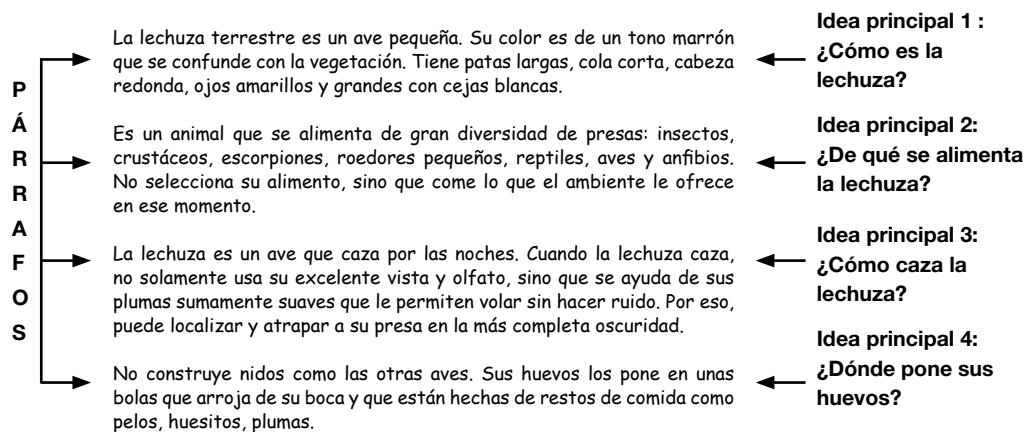 P
Á
R
R
A
F
O
S
La lechuza terrestre es un ave pequeña. Su color es de un tono marrón
que se confunde con la vegetación. Tiene patas largas, cola corta, cabeza
redonda, ojos amarillos y grandes con cejas blancas.
Idea principal 1 :
¿Cómo es la
lechuza?
Es un animal que se alimenta de gran diversidad de presas: insectos,
crustáceos, escorpiones, roedores pequeños, reptiles, aves y anfibios.
No selecciona su alimento, sino que come lo que el ambiente le ofrece
en ese momento.
Idea principal 2:
¿De qué se alimenta
la lechuza?
La lechuza es un ave que caza por las noches. Cuando la lechuza caza,
no solamente usa su excelente vista y olfato, sino que se ayuda de sus
plumas sumamente suaves que le permiten volar sin hacer ruido. Por eso,
puede localizar y atrapar a su presa en la más completa oscuridad.
Idea principal 3:
¿Cómo caza la
lechuza?
No construye nidos como las otras aves. Sus huevos los pone en unas
bolas que arroja de su boca y que están hechas de restos de comida como
pelos, huesitos, plumas.
Idea principal 4:
¿Dónde pone sus
huevos?